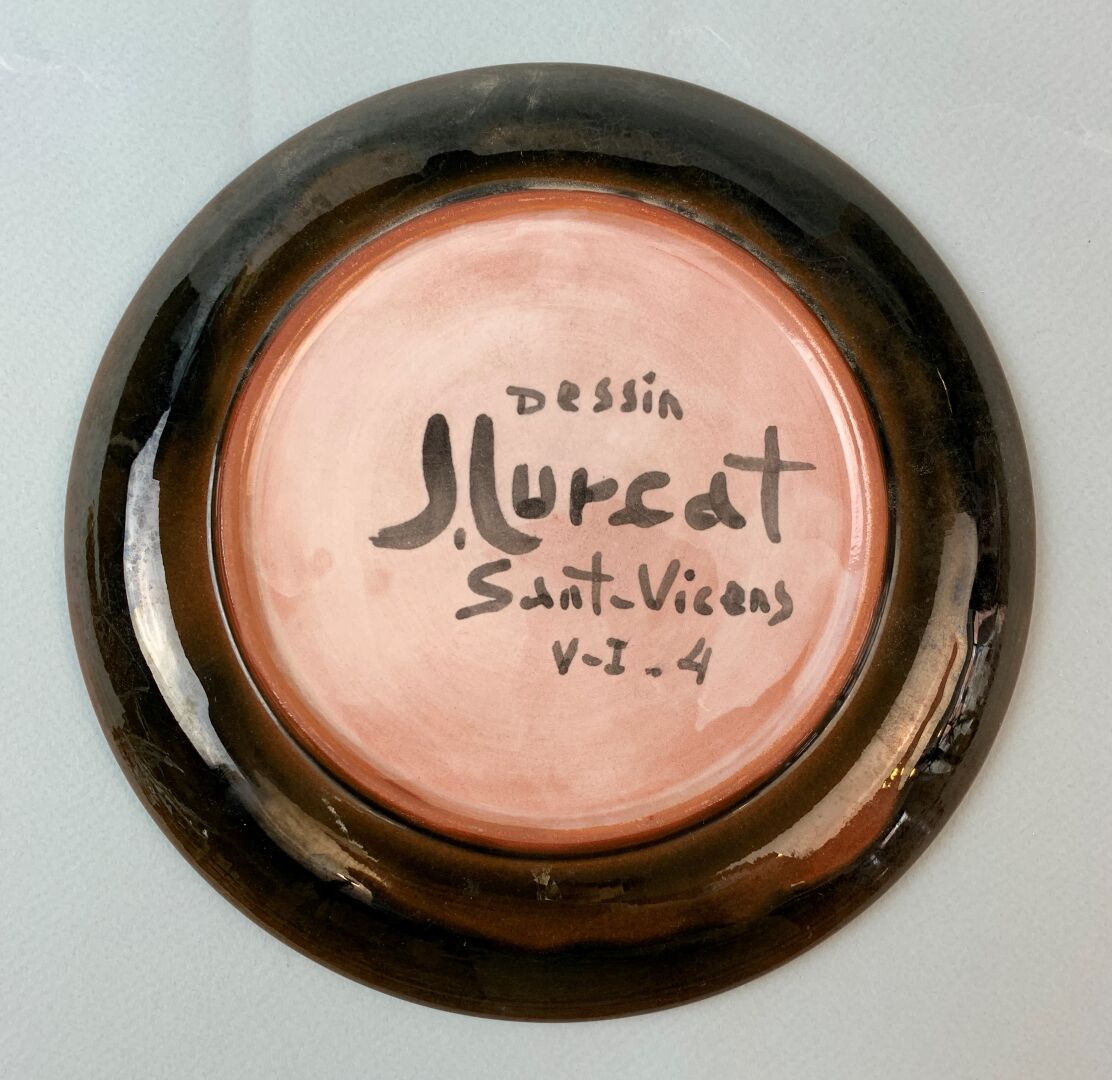 Dessin
J.Lurcat
Sant-Vicens
V-I.4